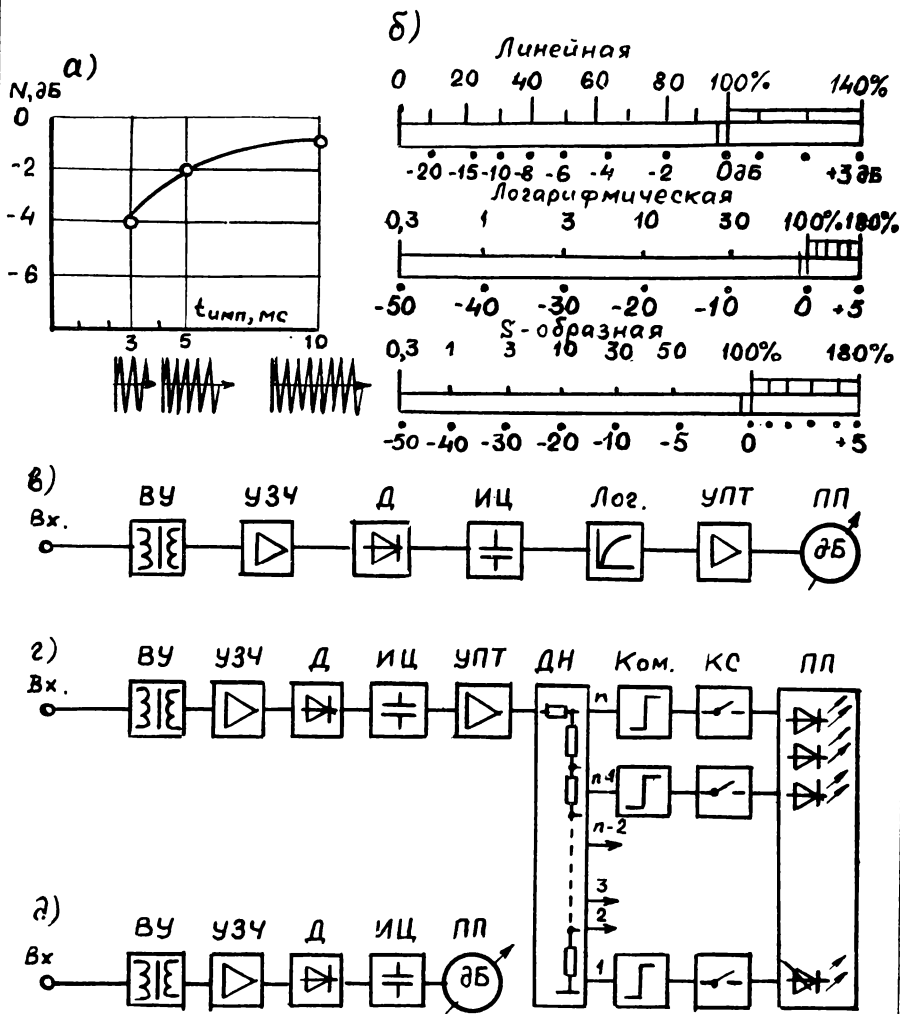 а)
N, дБ
0
-2
-4
-6
tимп, мс
3 5 10
б)
Линейная
0 20 40 60 80 100% 140%
-20 -15 -10 -8 -6 -4 -2 0дБ +3дБ
Логарифмическая
0,3 1 3 10 30 100% 180%
-50 -40 -30 -20 -10 0 +5
S-образная
0,3 1 3 10 30 50 100% 180%
-50 -40 -30 -20 -10 -5 0 +5
в)
ВУ УЗЧ Д ИЦ Лог. УПТ ПП
Вх.
дБ
г)
ВУ УЗЧ Д ИЦ УПТ ДН Ком. КС ПП
Вх.
n
n-1
n-2
3
2
1
д)
ВУ УЗЧ Д ИЦ ПП
Вх
дБ